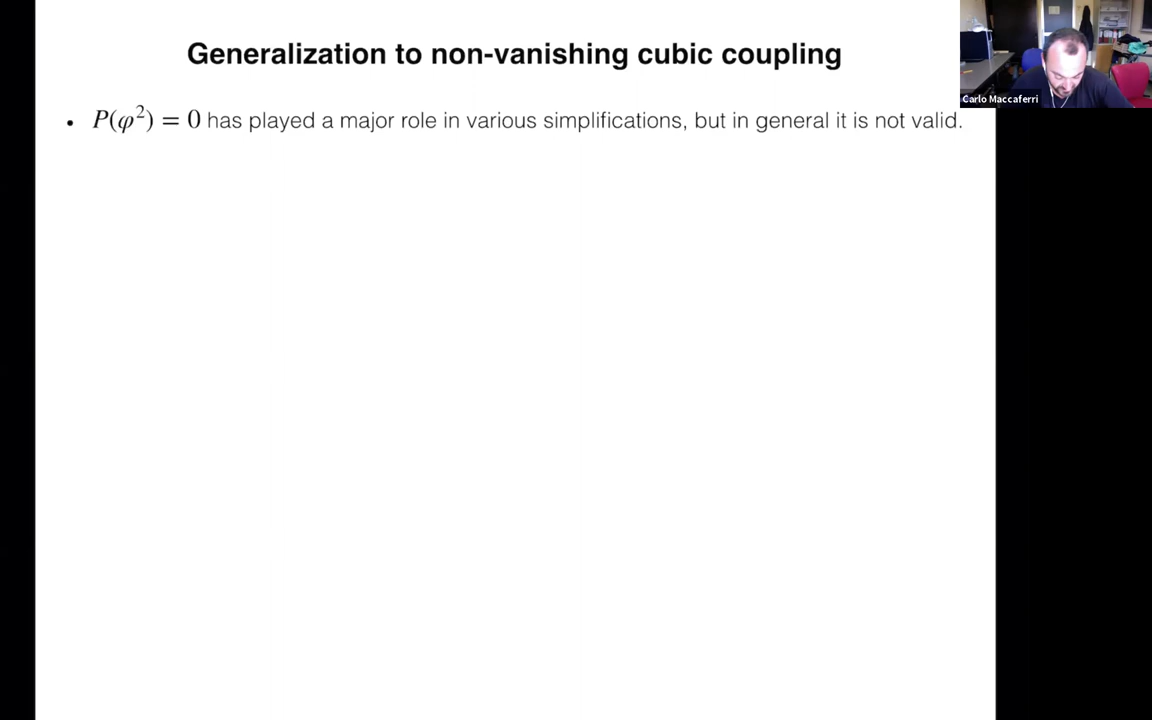 Generalization to non-vanishing cubic coupling
Carlo Maccaferri
• P(φ²) = 0 has played a major role in various simplifications, but in general it is not valid.